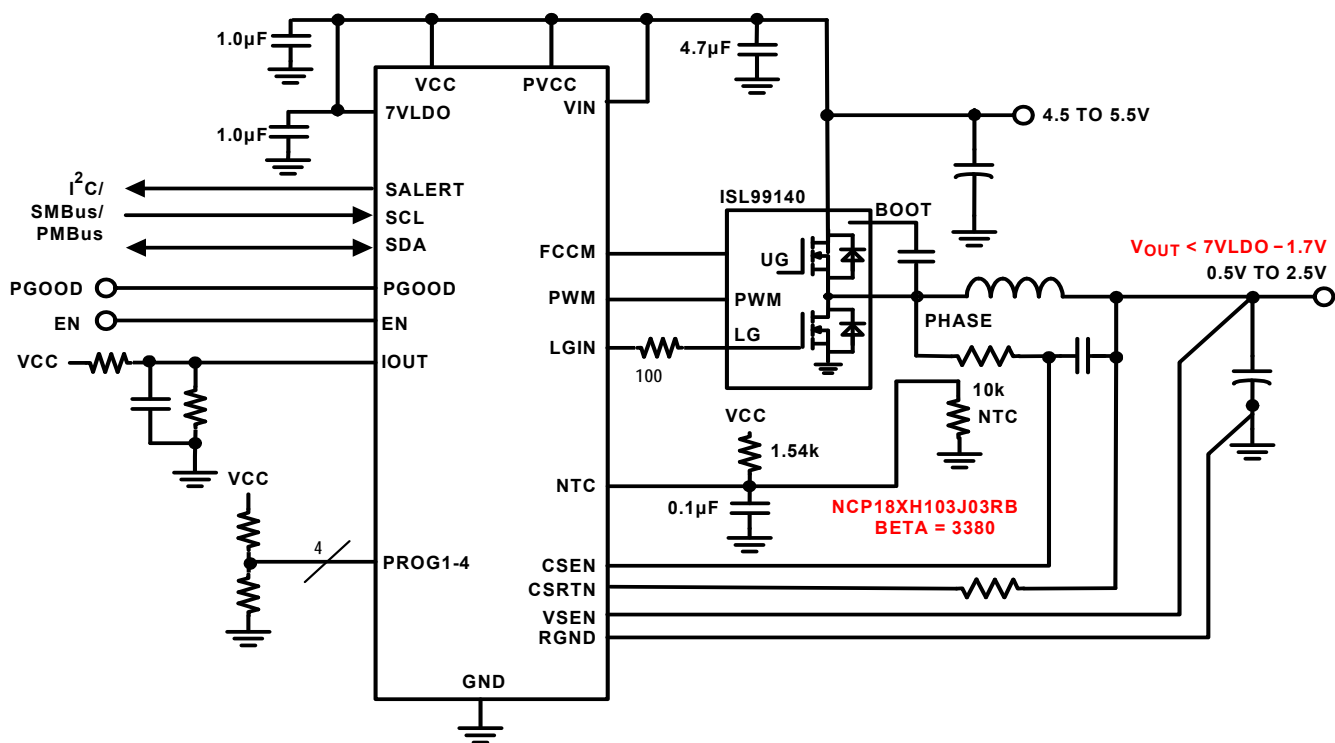 1.0µF
4.7µF
VCC
PVCC
VIN
7VLDO
1.0µF
4.5 TO 5.5V
I²C/
SMBus/
PMBus
SALERT
SCL
SDA
ISL99140
BOOT
FCCM
UG
VOUT < 7VLDO – 1.7V
0.5V TO 2.5V
PGOOD
PGOOD
PWM
PWM
EN
EN
PHASE
LGIN
LG
100
VCC
IOUT
10k
NTC
VCC
1.54k
VCC
NTC
0.1µF
NCP18XH103J03RB
BETA = 3380
4
PROG1-4
CSEN
CSRTN
VSEN
RGND
GND